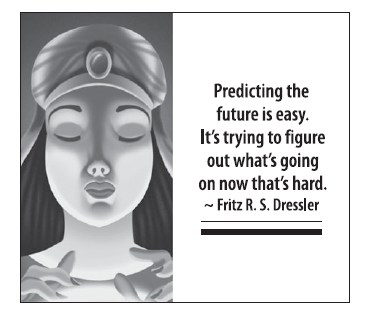 Predicting the
future is easy.
It's trying to figure
out what's going
on now that's hard.
~ Fritz R. S. Dressler